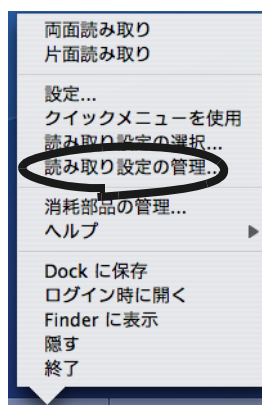 両面読み取り
片面読み取り
設定...
クイックメニューを使用
読み取り設定の選択...
読み取り設定の管理...
消耗部品の管理...
ヘルプ
Dock に保存
ログイン時に開く
Finder に表示
隠す
終了